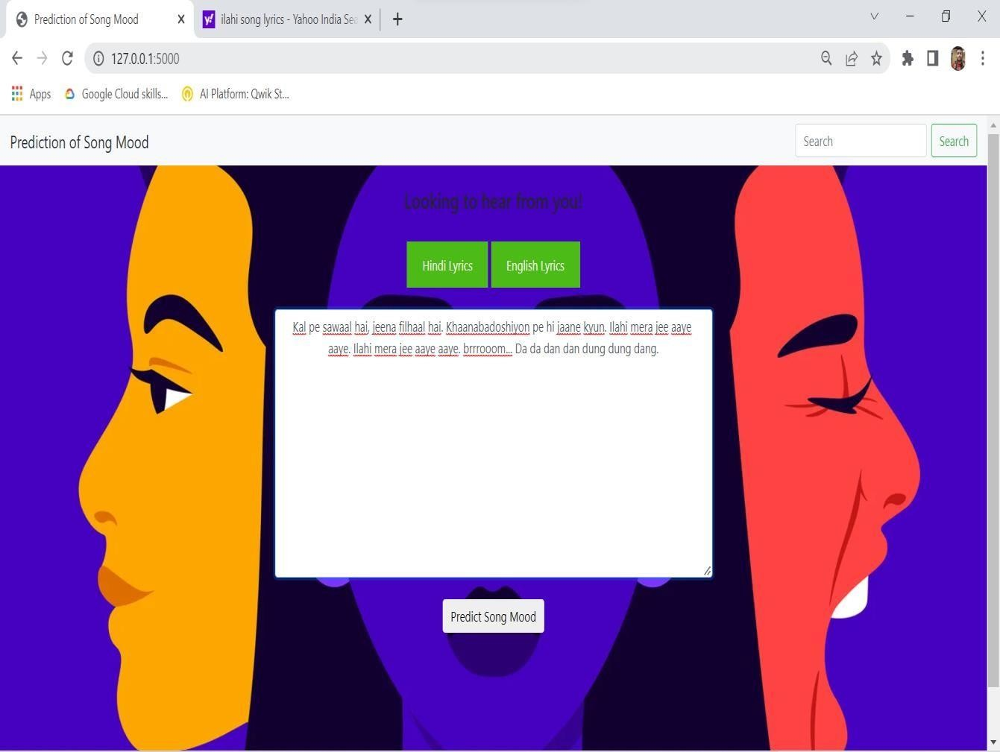 Prediction of Song Mood
ilahi song lyrics - Yahoo India Sea
127.0.0.1:5000
Apps
Google Cloud skills...
AI Platform: Qwik St...
Prediction of Song Mood
Search
Search
Looking to hear from you!
Hindi Lyrics
English Lyrics
Kal pe sawaal hai, jeena filhaal hai. Khaanabadoshiyon pe hi jaane kyun. Ilahi mera jee aaye
aaye. Ilahi mera jee aaye aaye. brrrooom... Da da dan dan dung dung dang.
Predict Song Mood